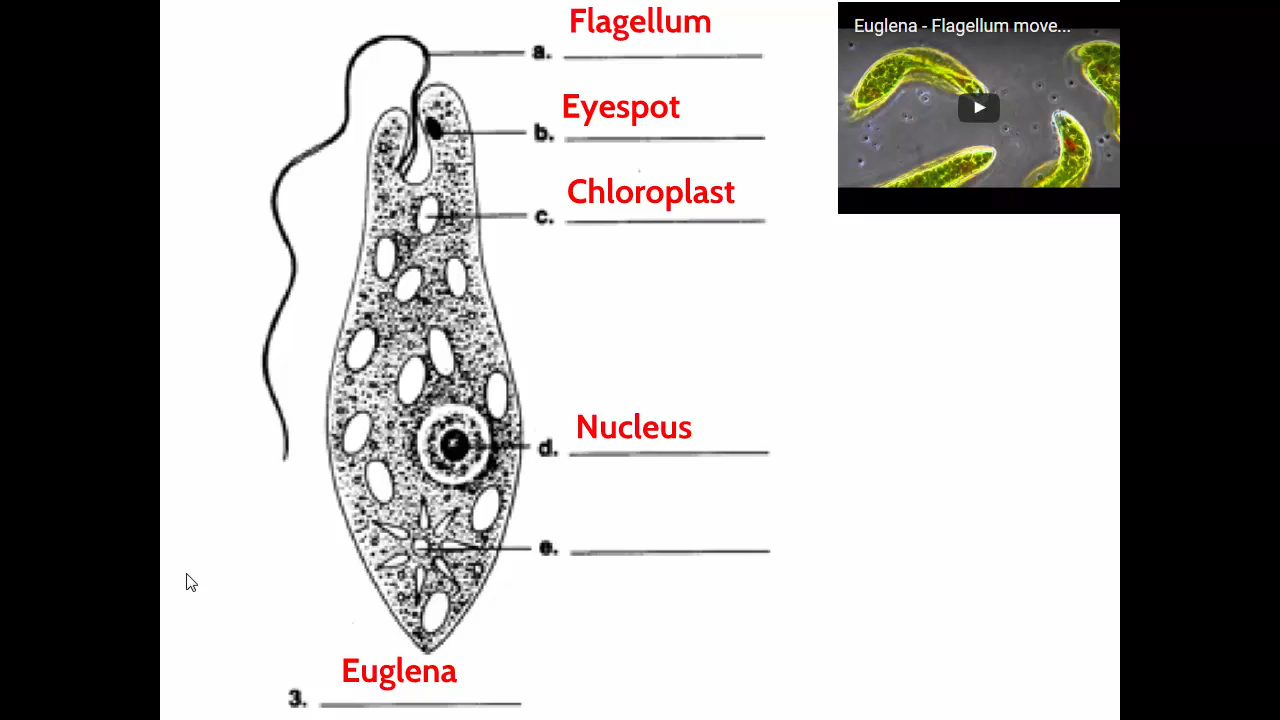 Flagellum
a.
Eyespot
b.
Chloroplast
c.
Nucleus
d.
e.
Euglena
3.
Euglena - Flagellum move...